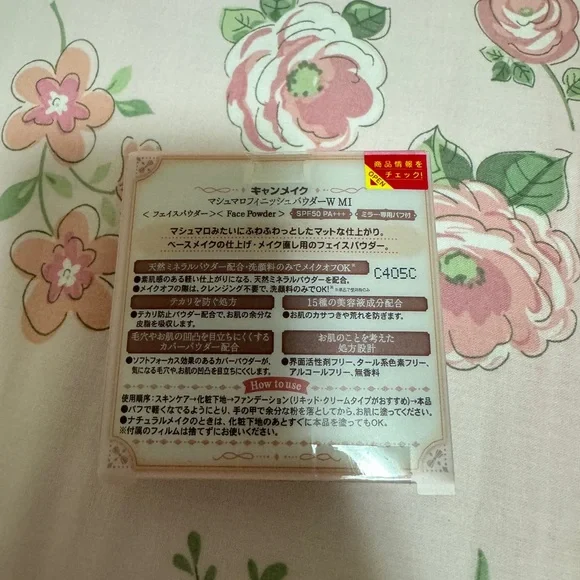 商品情報を
チェック!
OPEN
キャンメイク
マシュマロフィニッシュパウダーW MI
<フェイスパウダー><Face Powder> SPF50 PA+++ ミラー・専用パフ付
マシュマロみたいにふわふわっとしたマットな仕上がり。
ベースメイクの仕上げ・メイク直し用のフェイスパウダー。
天然ミネラルパウダー配合・洗顔料のみでメイクオフOK*
C405C
●素肌感のある軽い仕上がりになる、天然ミネラルパウダーを配合。
●メイクオフの際は、クレンジング不要で、洗顔料のみでOK!
テカリを防ぐ処方
●テカリ防止パウダー配合で、お肌の余分な
皮脂を吸収します。
15種の美容液成分配合
●お肌のカサつきや荒れを防ぎます。
毛穴やお肌の凹凸を目立ちにくくする
カバーパウダー配合
●ソフトフォーカス効果のあるカバーパウダーが、
気になる毛穴や、お肌の凹凸を目立ちにくくします。
お肌のことを考えた
処方設計
●界面活性剤フリー、タール系色素フリー、
アルコールフリー、無香料
How to use
使用順序:スキンケア→化粧下地→ファンデーション(リキッド・クリームタイプがおすすめ)→本品
●パフで軽くなでるようにとり、手の甲で余分な粉を落としてから、お肌に塗ってください。
●ナチュラルメイクのときは、化粧下地のあとすぐに本品を塗ってもOK。
※付属のフィルムは捨てずにお使いください。